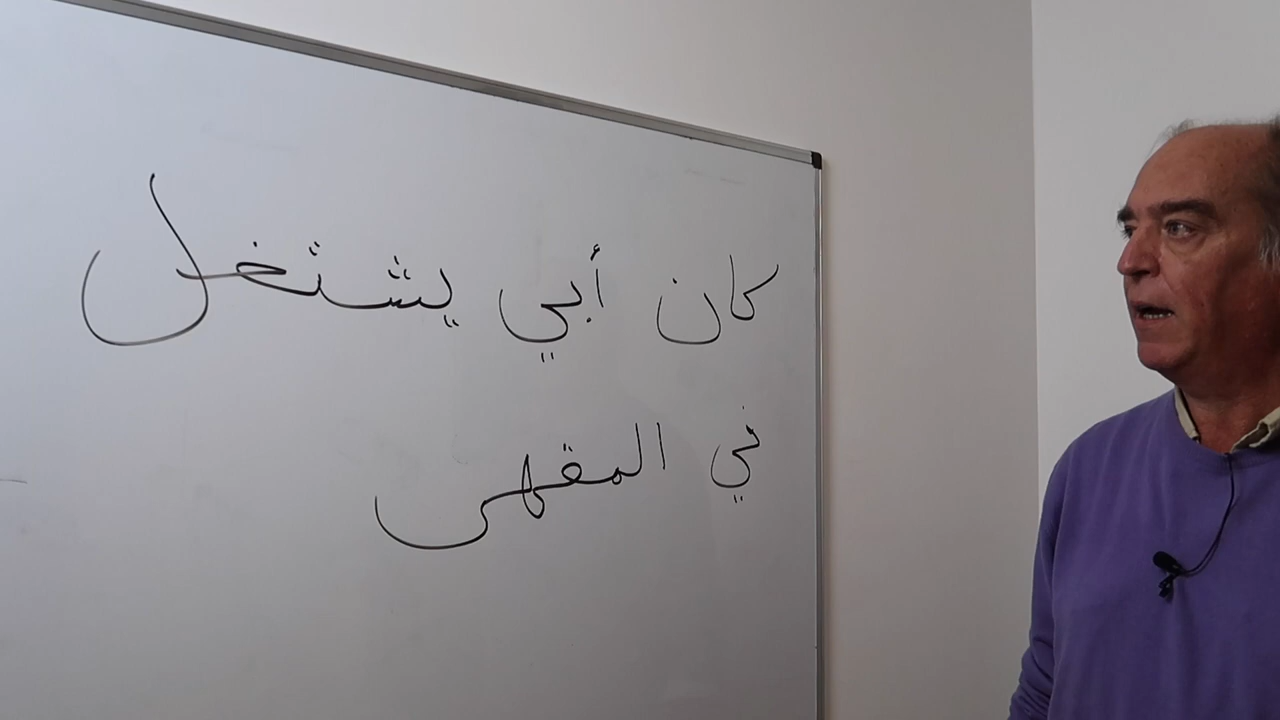 كان أبي يشتغل
في المقهى